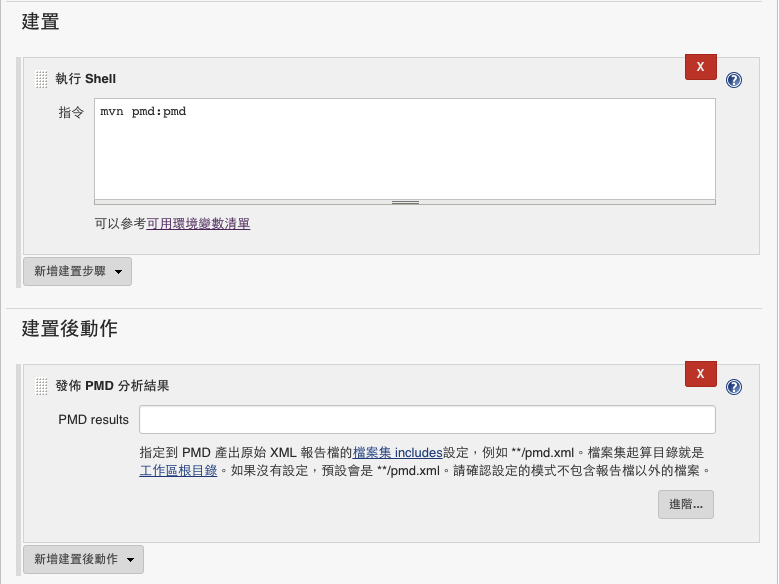 建置
執行 Shell
X
?
指令
mvn pmd:pmd
可以參考可用環境變數清單
新增建置步驟
建置後動作
發佈 PMD 分析結果
X
?
PMD results
指定到 PMD 產出原始 XML 報告檔的檔案集 includes設定，例如 **/pmd.xml。檔案集起算目錄就是
工作區根目錄。如果沒有設定，預設會是 **/pmd.xml。請確認設定的模式不包含報告檔以外的檔案。
進階...
新增建置後動作